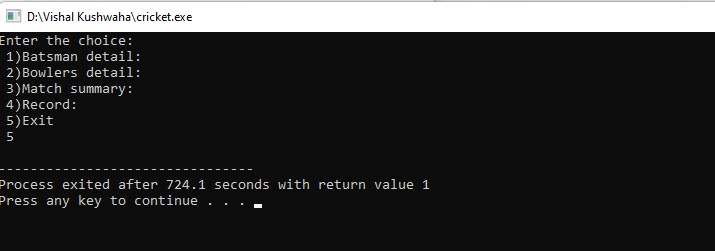 D:\Vishal Kushwaha\cricket.exe
Enter the choice:
1)Batsman detail:
2)Bowlers detail:
3)Match summary:
4)Record:
5)Exit
5
--------------------------------
Process exited after 724.1 seconds with return value 1
Press any key to continue . . .